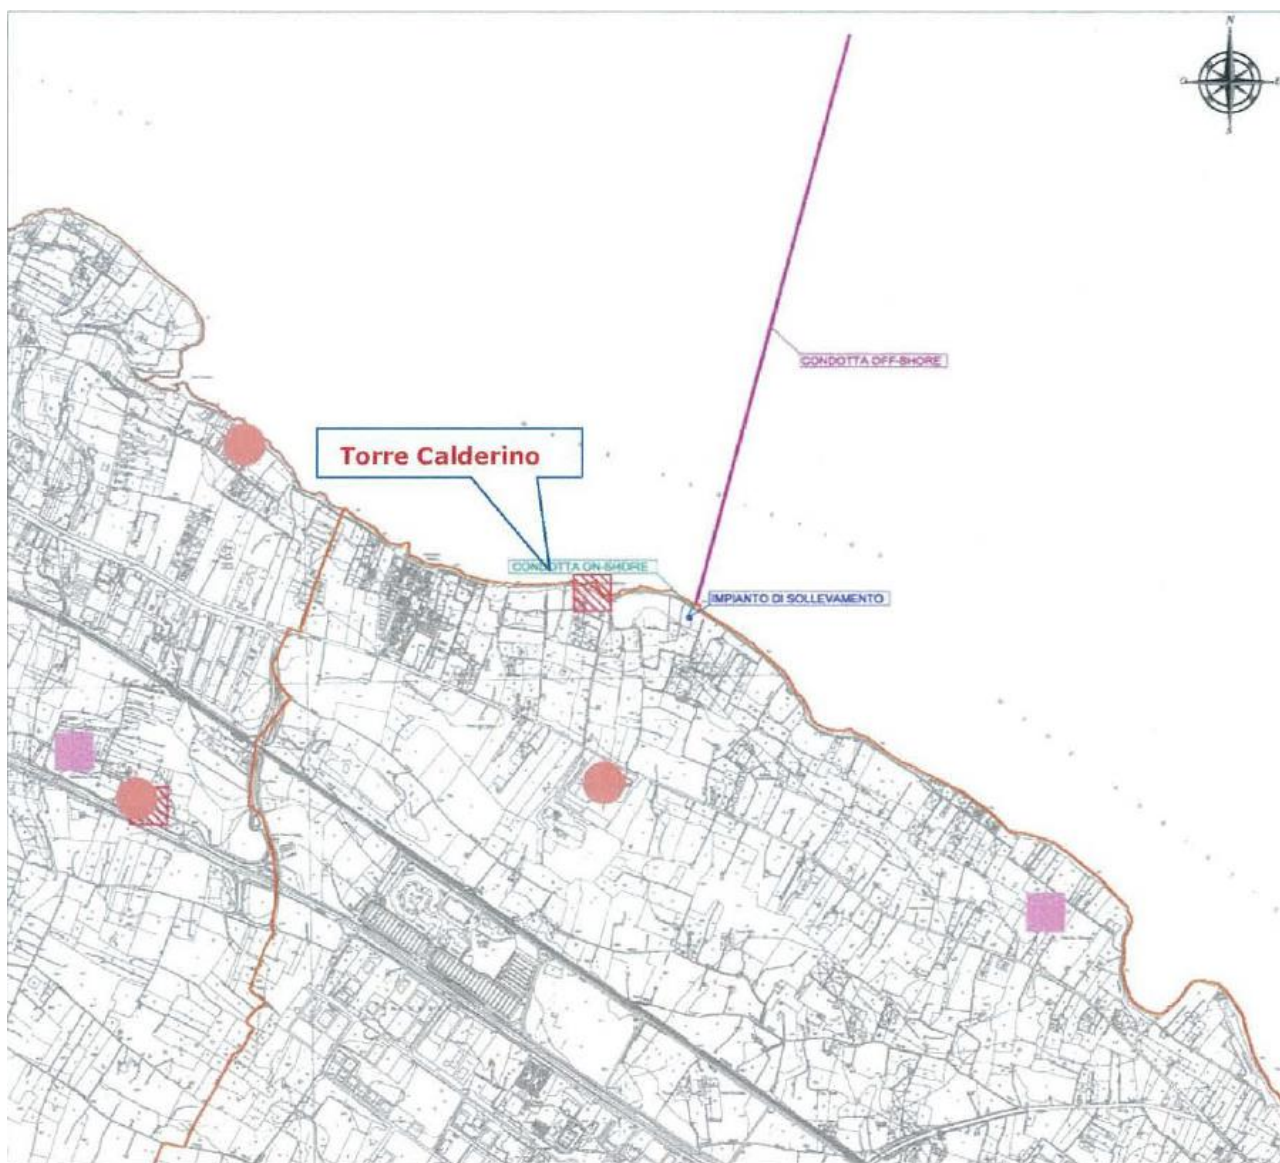 N
O
E
S
CONDOTTA OFF-SHORE
Torre Calderino
CONDOTTA ON-SHORE
IMPIANTO DI SOLLEVAMENTO